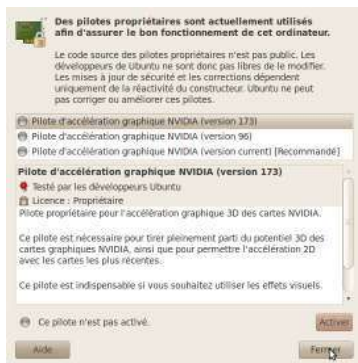 Des pilotes propriétaires sont actuellement utilisés
afin d'assurer le bon fonctionnement de cet ordinateur.
Le code source des pilotes propriétaires n'est pas public. Les
développeurs de Ubuntu ne sont donc pas libres de le modifier.
Les mises à jour de sécurité et les corrections dépendent
uniquement de la réactivité du constructeur. Ubuntu ne peut
pas corriger ou améliorer ces pilotes.
Pilote d'accélération graphique NVIDIA (version 173)
Pilote d'accélération graphique NVIDIA (version 96)
Pilote d'accélération graphique NVIDIA (version current) [Recommandé]
Pilote d'accélération graphique NVIDIA (version 173)
Testé par les développeurs Ubuntu
Licence : Propriétaire
Pilote propriétaire pour l'accélération graphique 3D des cartes NVIDIA.
Ce pilote est nécessaire pour tirer pleinement parti du potentiel 3D des
cartes graphiques NVIDIA, ainsi que pour permettre l'accélération 2D
avec les cartes les plus récentes.
Ce pilote est indispensable si vous souhaitez utiliser les effets visuels.
Ce pilote n'est pas activé.
Activer
Aide
Fermer